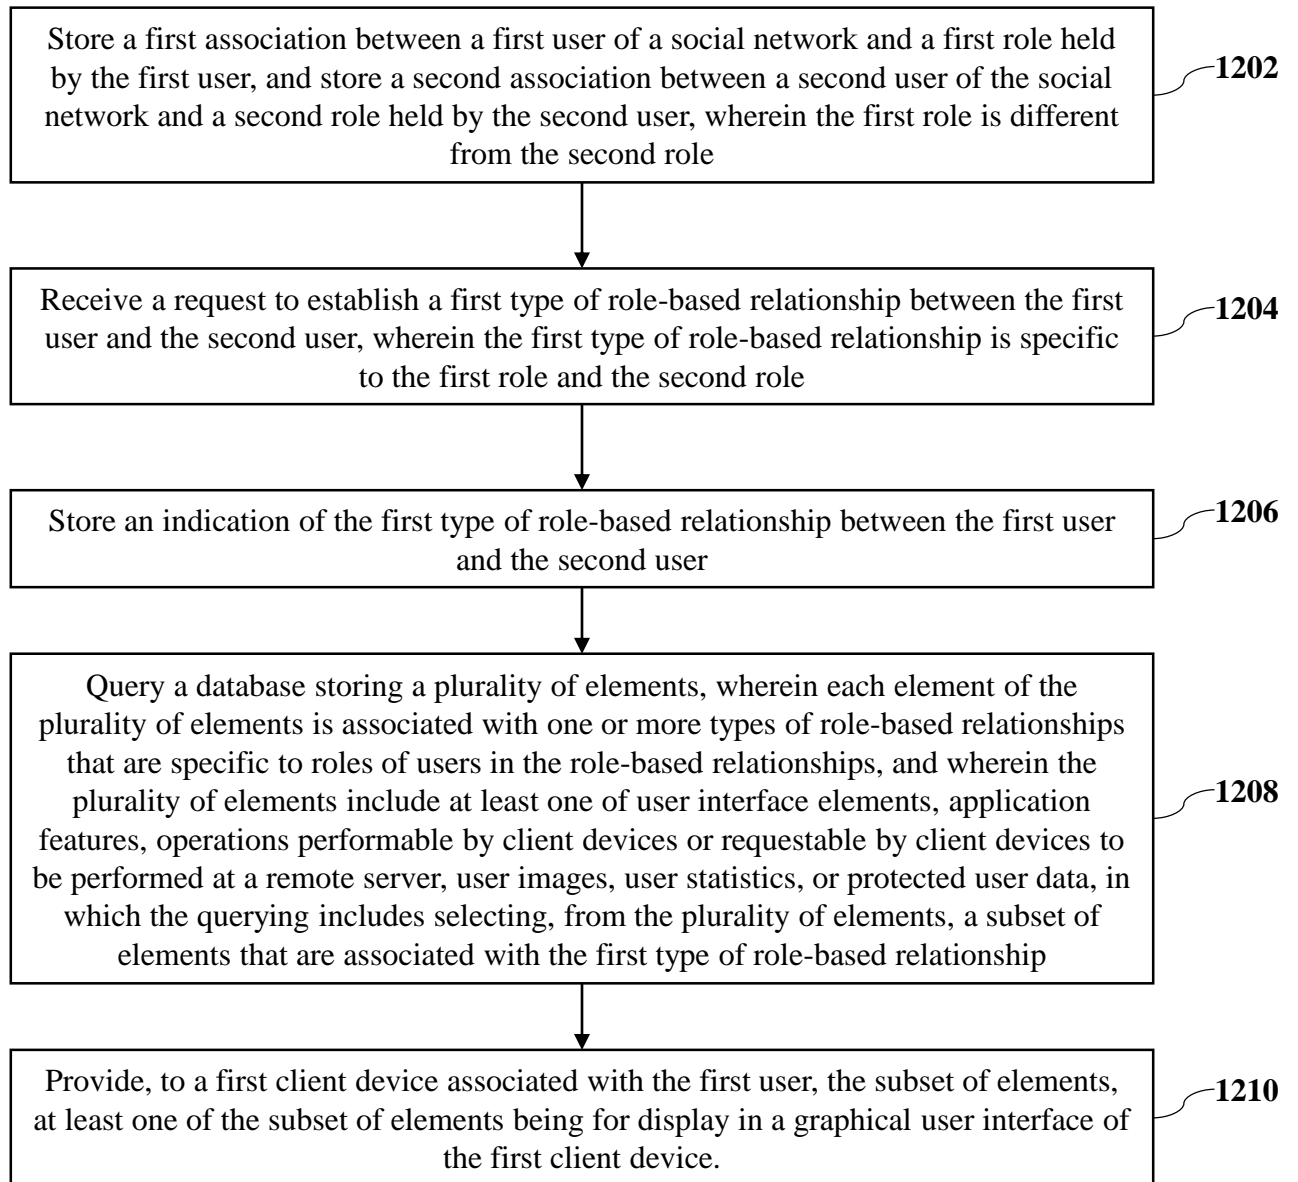 Store a first association between a first user of a social network and a first role held
by the first user, and store a second association between a second user of the social
network and a second role held by the second user, wherein the first role is different
from the second role
1202
Receive a request to establish a first type of role-based relationship between the first
user and the second user, wherein the first type of role-based relationship is specific
to the first role and the second role
1204
Store an indication of the first type of role-based relationship between the first user
and the second user
1206
Query a database storing a plurality of elements, wherein each element of the
plurality of elements is associated with one or more types of role-based relationships
that are specific to roles of users in the role-based relationships, and wherein the
plurality of elements include at least one of user interface elements, application
features, operations performable by client devices or requestable by client devices to
be performed at a remote server, user images, user statistics, or protected user data, in
which the querying includes selecting, from the plurality of elements, a subset of
elements that are associated with the first type of role-based relationship
1208
Provide, to a first client device associated with the first user, the subset of elements,
at least one of the subset of elements being for display in a graphical user interface of
the first client device.
1210